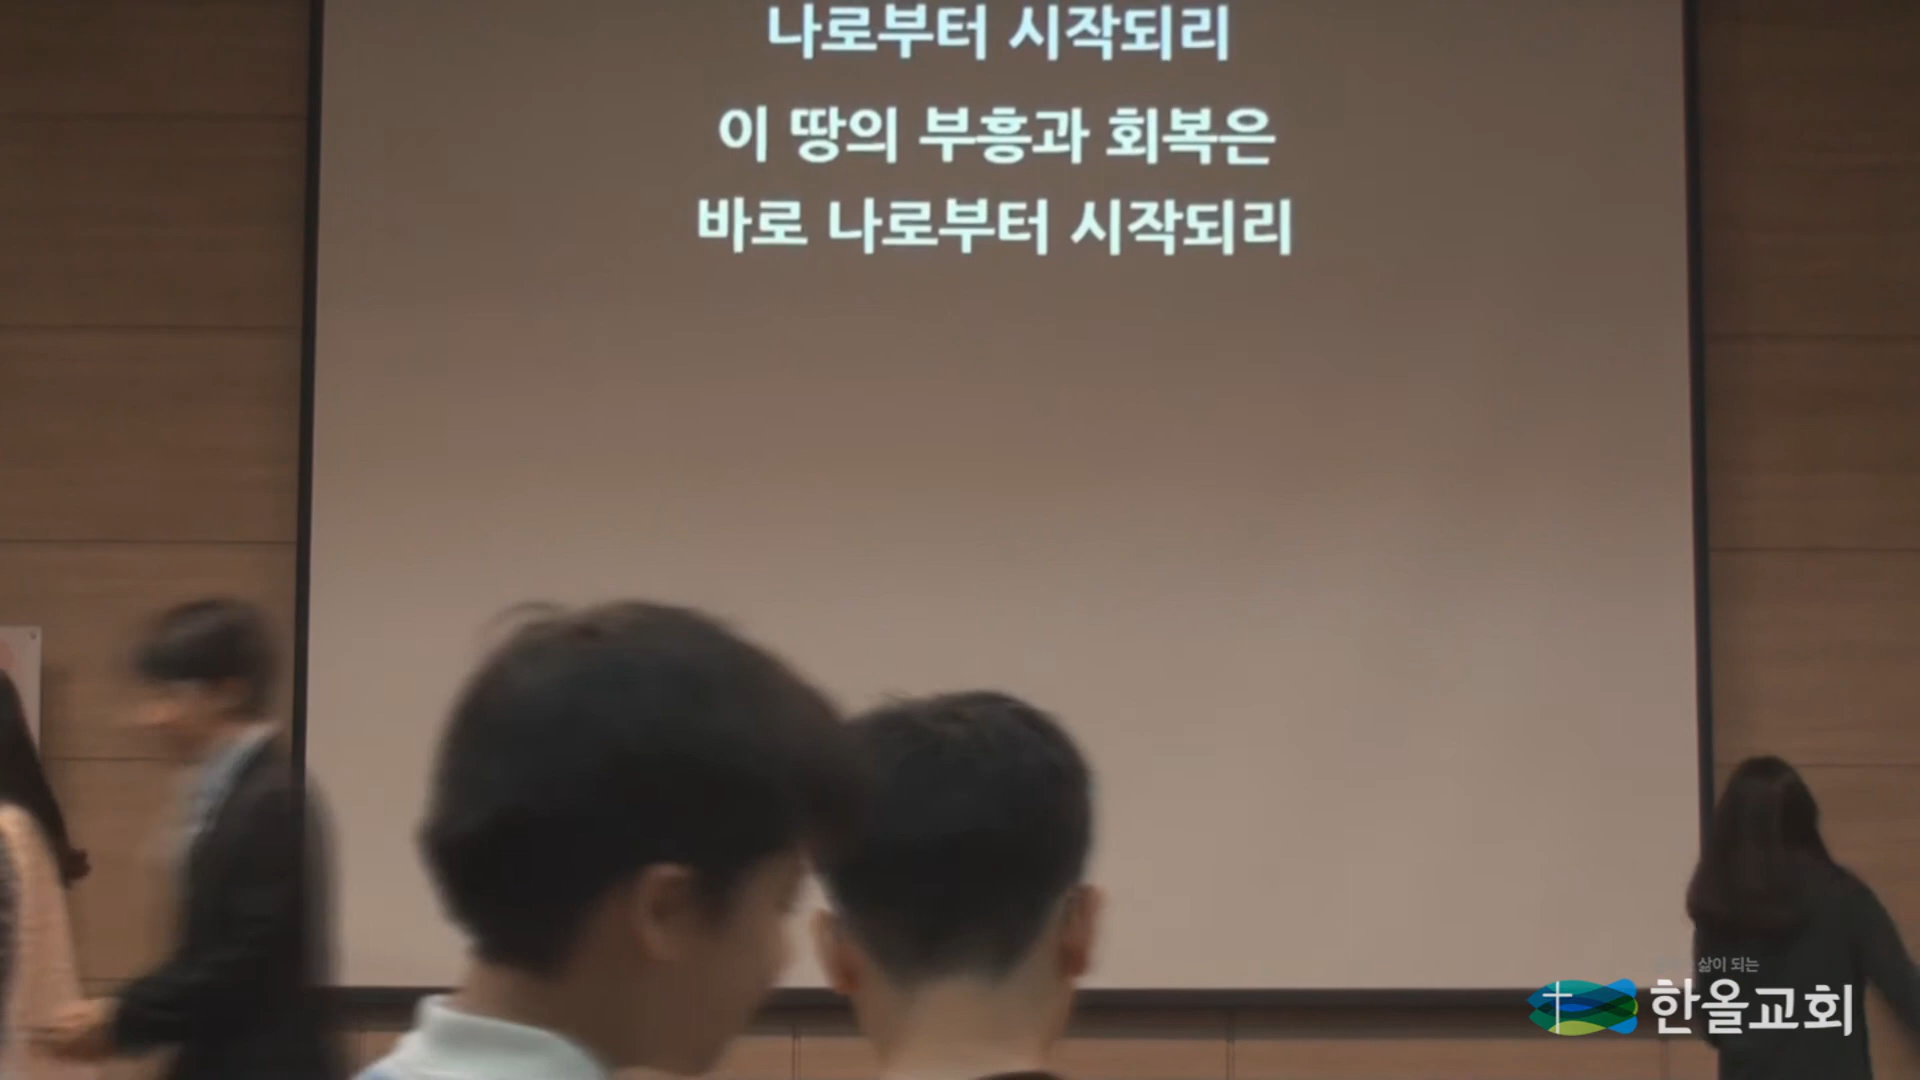 나로부터 시작되리
이 땅의 부흥과 회복은
바로 나로부터 시작되리
삶이 되는
한올교회